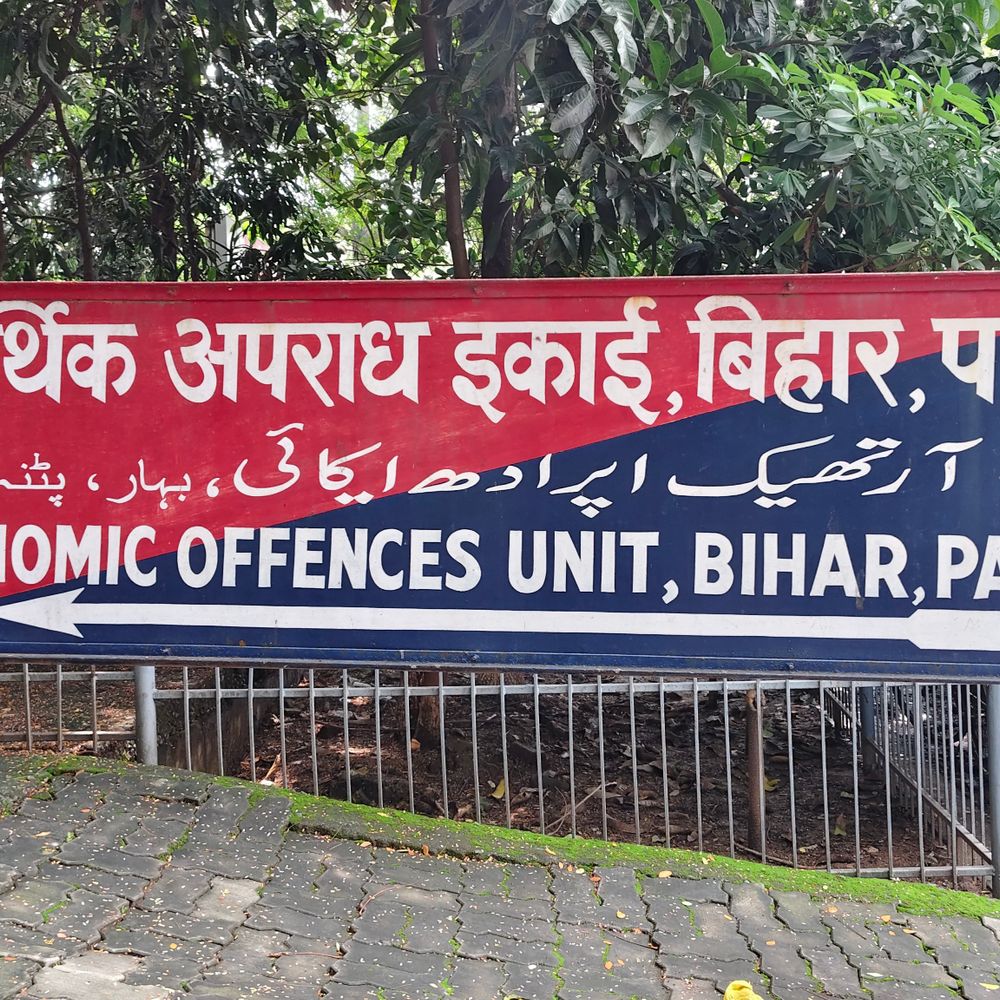 र्थिक अपराध इकाई, बिहार, प
آرتھیک اپرادھ ایکائی، بہار، پٹنہ
NOMIC OFFENCES UNIT, BIHAR, PA